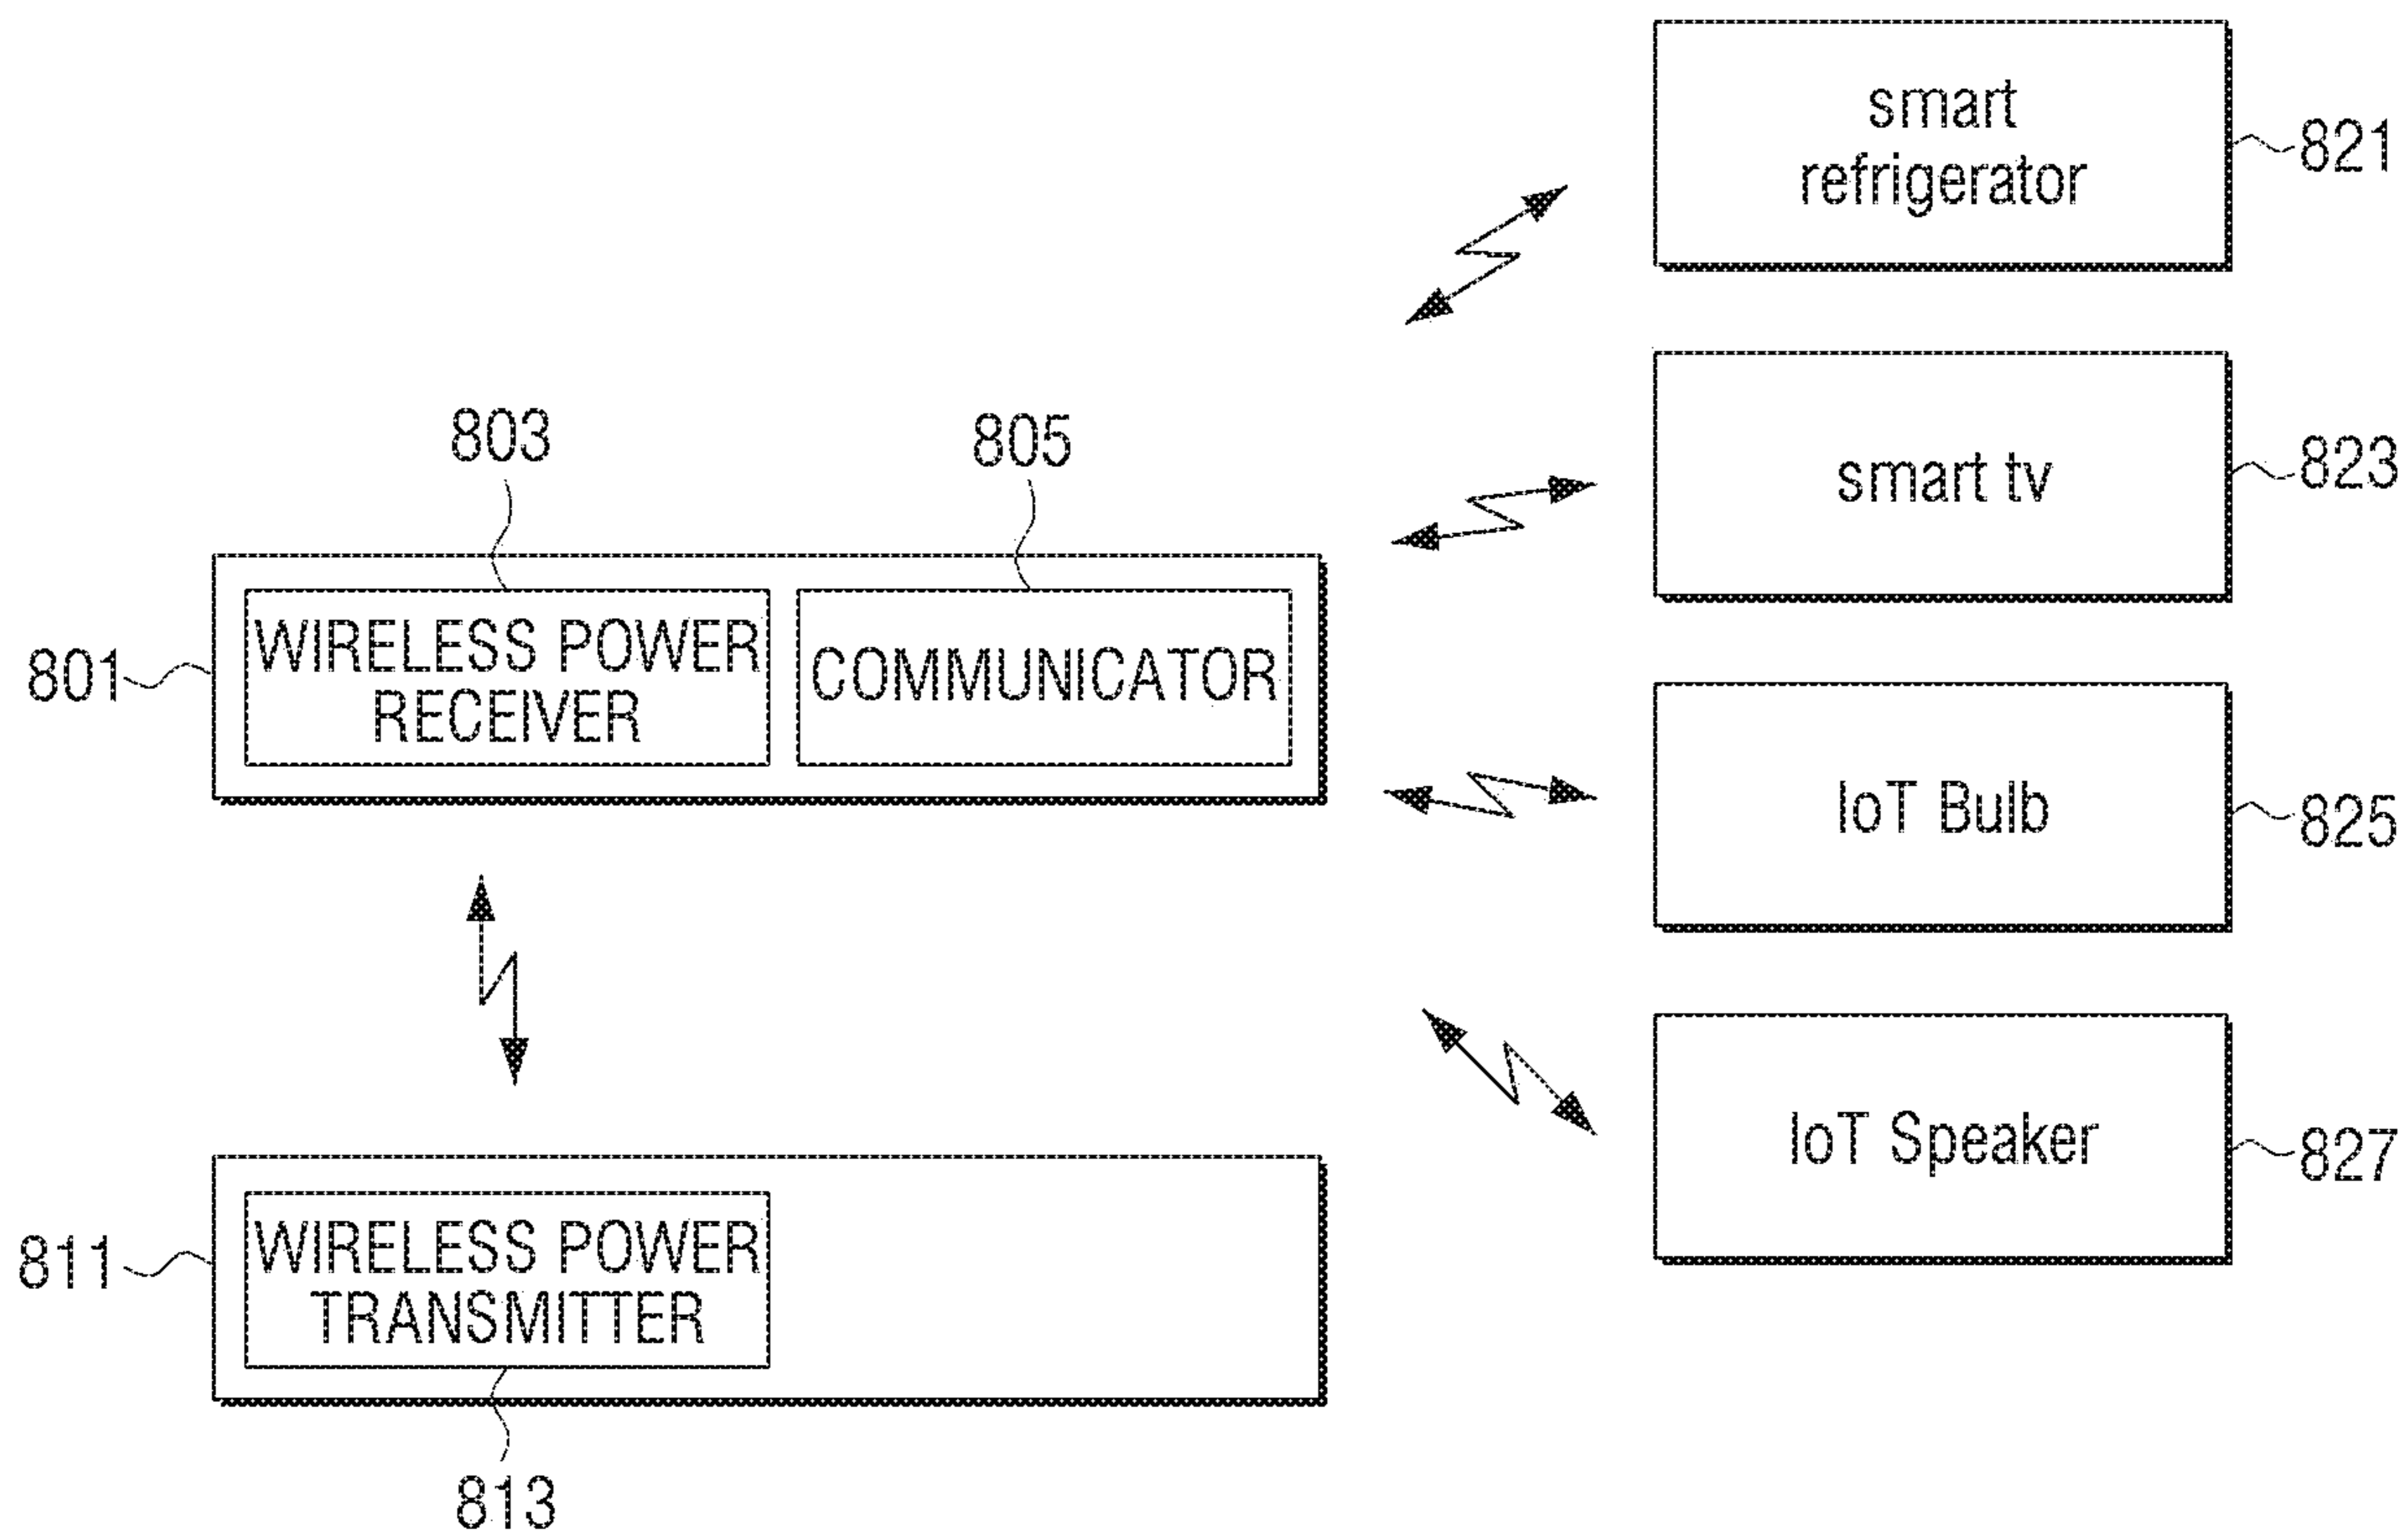 smart
refrigerator
821
smart tv
823
803
805
801
WIRELESS POWER
RECEIVER
COMMUNICATOR
IoT Bulb
825
IoT Speaker
827
811
WIRELESS POWER
TRANSMITTER
813